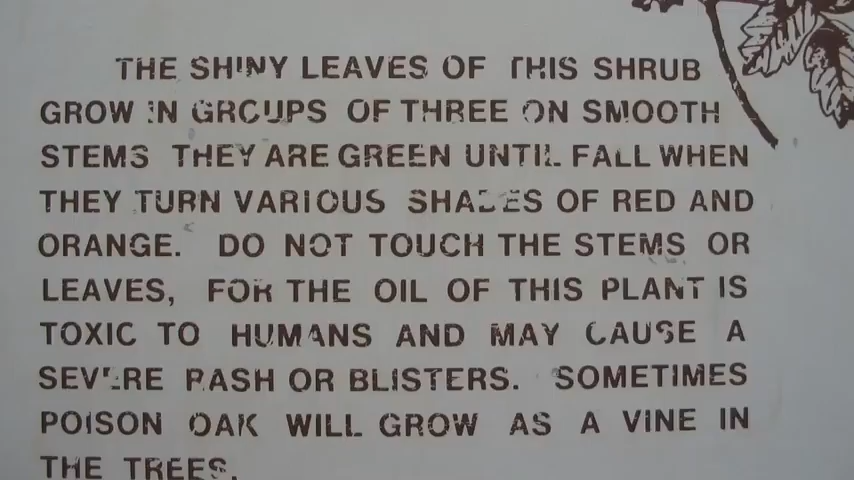 THE SHINY LEAVES OF THIS SHRUB
GROW IN GROUPS OF THREE ON SMOOTH
STEMS THEY ARE GREEN UNTIL FALL WHEN
THEY TURN VARIOUS SHADES OF RED AND
ORANGE. DO NOT TOUCH THE STEMS OR
LEAVES, FOR THE OIL OF THIS PLANT IS
TOXIC TO HUMANS AND MAY CAUSE A
SEVERE RASH OR BLISTERS. SOMETIMES
POISON OAK WILL GROW AS A VINE IN
THE TREES.